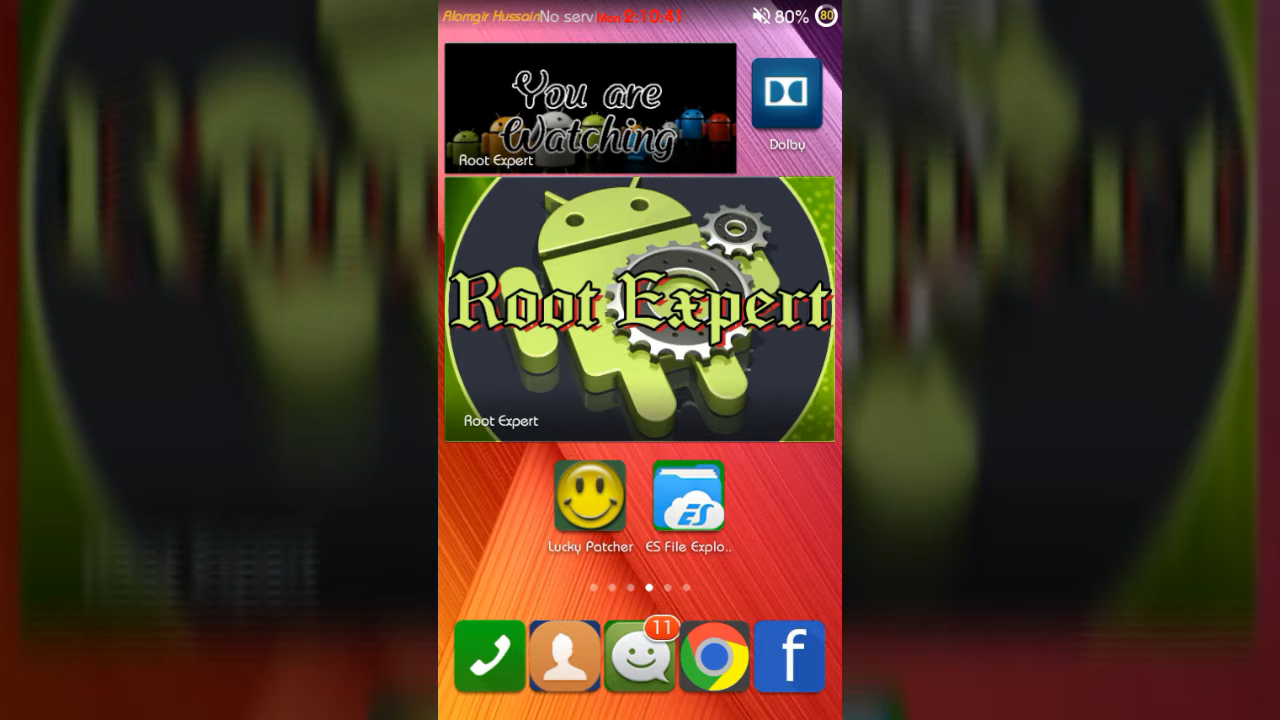 Alomgir Hussain No servi Mon 2:10:41 80% 80
You are
Watching
Root Expert
Dolby
Root Expert
Root Expert
ES
Lucky Patcher ES File Explo..
11
f